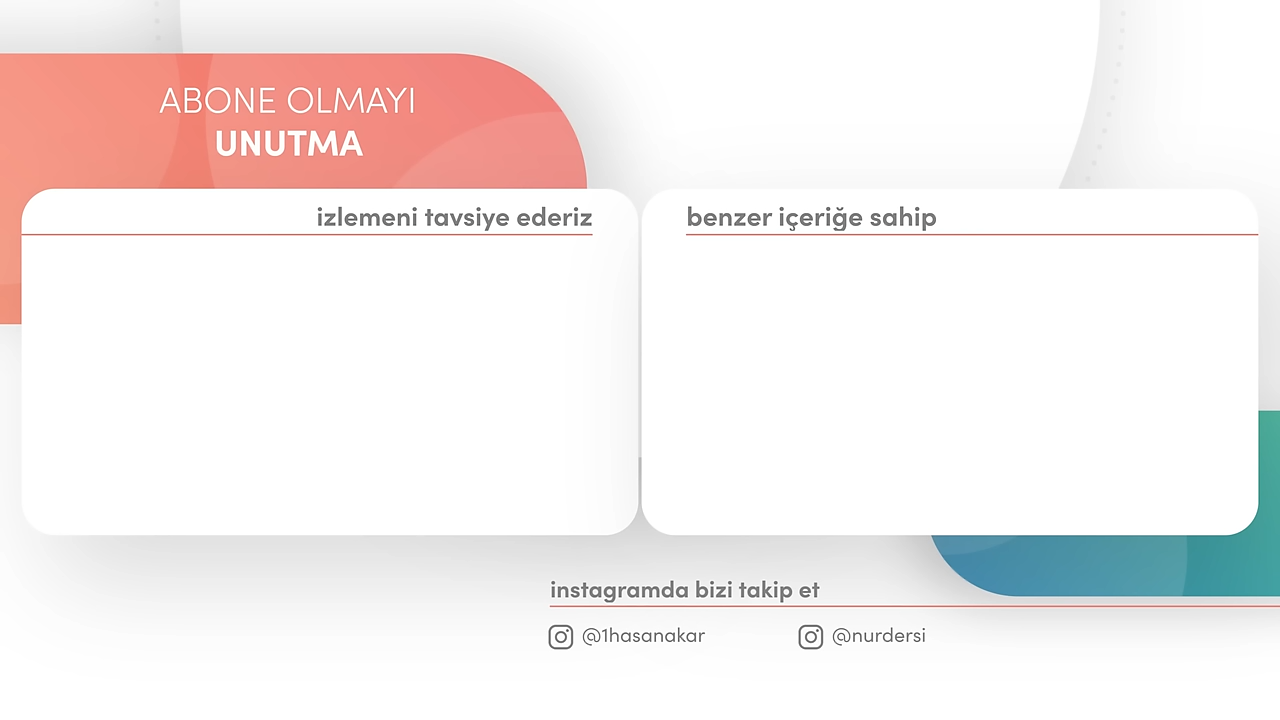 ABONE OLMAYI
UNUTMA
izlemeni tavsiye ederiz
benzer içeriğe sahip
instagramda bizi takip et
@1hasanakar
@nurdersi